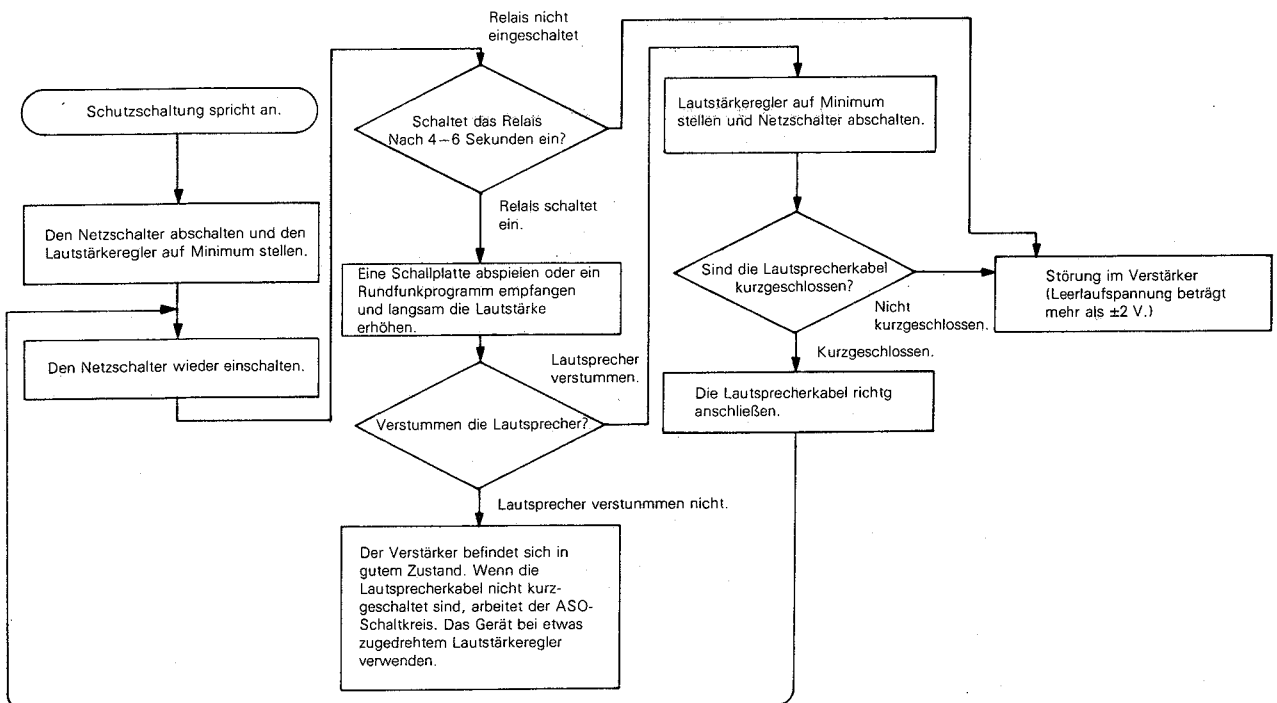 Schutzschaltung spricht an.
Den Netzschalter abschalten und den
Lautstärkeregler auf Minimum stellen.
Den Netzschalter wieder einschalten.
Relais nicht
eingeschaltet
Schaltet das Relais
Nach 4–6 Sekunden ein?
Relais schaltet
ein.
Eine Schallplatte abspielen oder ein
Rundfunkprogramm empfangen
und langsam die Lautstärke
erhöhen.
Lautsprecher
verstummen.
Verstummen die Lautsprecher?
Lautsprecher verstunmmen nicht.
Der Verstärker befindet sich in
gutem Zustand. Wenn die
Lautsprecherkabel nicht kurz-
geschaltet sind, arbeitet der ASO-
Schaltkreis. Das Gerät bei etwas
zugedrehtem Lautstärkeregler
verwenden.
Lautstärkeregler auf Minimum
stellen und Netzschalter abschalten.
Sind die Lautsprecherkabel
kurzgeschlossen?
Nicht
kurzgeschlossen.
Kurzgeschlossen.
Die Lautsprecherkabel richtg
anschließen.
Störung im Verstärker
(Leerlaufspannung beträgt
mehr als ±2 V.)